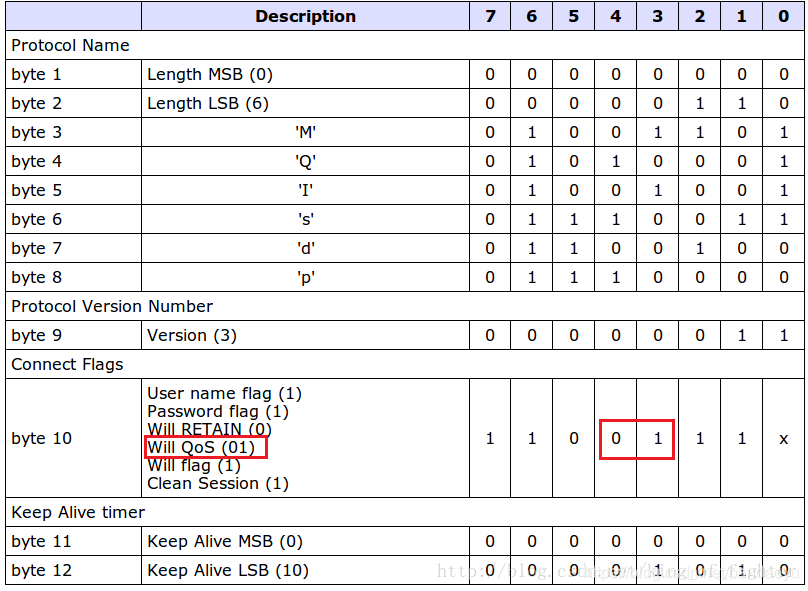 Description 7 6 5 4 3 2 1 0
Protocol Name
byte 1 Length MSB (0) 0 0 0 0 0 0 0 0
byte 2 Length LSB (6) 0 0 0 0 0 1 1 0
byte 3 'M' 0 1 0 0 1 1 0 1
byte 4 'Q' 0 1 0 1 0 0 0 1
byte 5 'I' 0 1 0 0 1 0 0 1
byte 6 's' 0 1 1 1 0 0 1 1
byte 7 'd' 0 1 1 0 0 1 0 0
byte 8 'p' 0 1 1 1 0 0 0 0
Protocol Version Number
byte 9 Version (3) 0 0 0 0 0 0 1 1
Connect Flags
User name flag (1)
Password flag (1)
Will RETAIN (0)
byte 10 Will QoS (01) 1 1 0 0 1 1 1 x
Will flag (1)
Clean Session (1)
Keep Alive timer
byte 11 Keep Alive MSB (0) 0 0 0 0 0 0 0 0
byte 12 Keep Alive LSB (10) 0 0 0 0 1 0 1 0